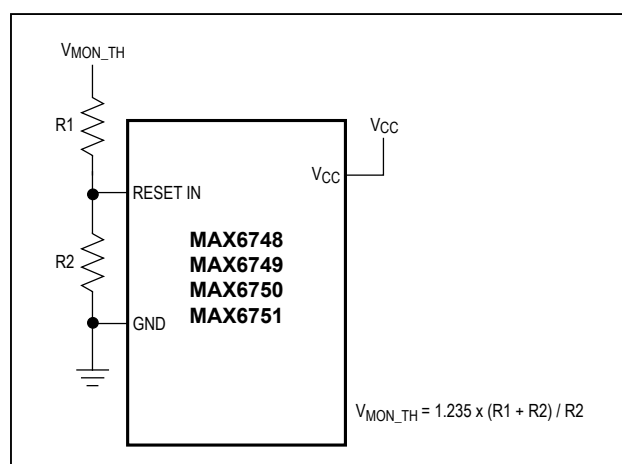 VMON_TH
R1
VCC
VCC
RESET IN
MAX6748
MAX6749
MAX6750
MAX6751
R2
GND
VMON_TH = 1.235 x (R1 + R2) / R2